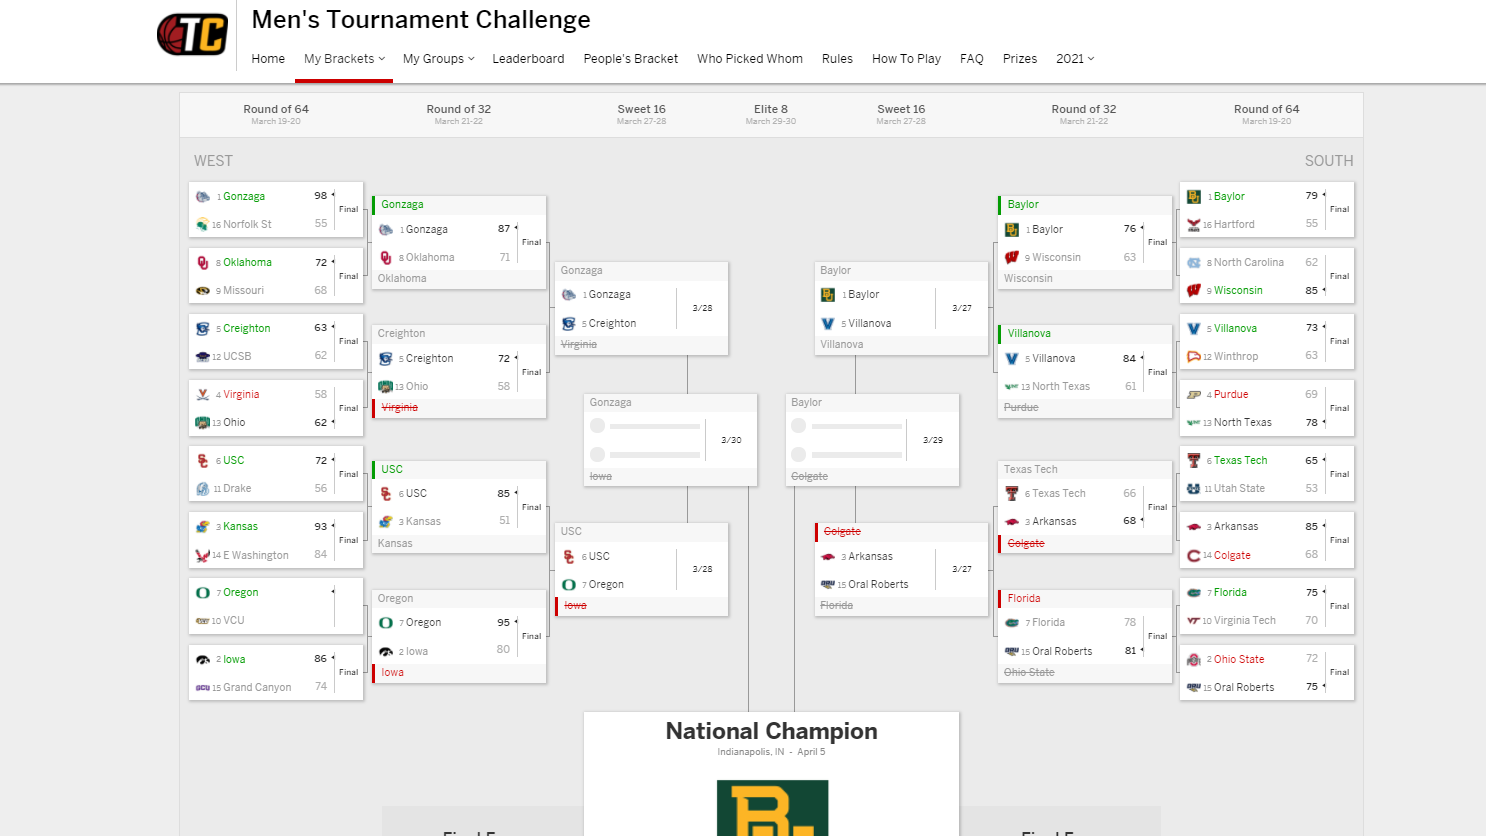 TC
Men's Tournament Challenge
Home My Brackets My Groups Leaderboard People's Bracket Who Picked Whom Rules How To Play FAQ Prizes 2021
Round of 64 Round of 32 Sweet 16 Elite 8 Sweet 16 Round of 32 Round of 64
March 19-20 March 21-22 March 27-28 March 29-30 March 27-28 March 21-22 March 19-20
WEST
1 Gonzaga 98
16 Norfolk St 55
Final
8 Oklahoma 72
9 Missouri 68
Final
5 Creighton 63
12 UCSB 62
Final
4 Virginia 58
13 Ohio 62
Final
6 USC 72
11 Drake 56
Final
3 Kansas 93
14 E Washington 84
Final
7 Oregon
10 VCU
2 Iowa 86
15 Grand Canyon 74
Final
Gonzaga
1 Gonzaga 87
8 Oklahoma 71
Final
Oklahoma
Creighton
5 Creighton 72
13 Ohio 58
Final
Virginia
USC
6 USC 85
3 Kansas 51
Final
Kansas
Oregon
7 Oregon 95
2 Iowa 80
Final
Iowa
Gonzaga
1 Gonzaga
5 Creighton
3/28
Virginia
Gonzaga
3/30
Iowa
USC
6 USC
7 Oregon
3/28
Iowa
Baylor
1 Baylor
5 Villanova
3/27
Villanova
Baylor
3/29
Colgate
Colgate
3 Arkansas
15 Oral Roberts
3/27
Florida
Baylor
1 Baylor 76
9 Wisconsin 63
Final
Wisconsin
Villanova
5 Villanova 84
13 North Texas 61
Final
Purdue
Texas Tech
6 Texas Tech 66
3 Arkansas 68
Final
Colgate
Florida
7 Florida 78
15 Oral Roberts 81
Final
Ohio State
SOUTH
1 Baylor 79
16 Hartford 55
Final
8 North Carolina 62
9 Wisconsin 85
Final
5 Villanova 73
12 Winthrop 63
Final
4 Purdue 69
13 North Texas 78
Final
6 Texas Tech 65
11 Utah State 53
Final
3 Arkansas 85
14 Colgate 68
Final
7 Florida 75
10 Virginia Tech 70
Final
2 Ohio State 72
15 Oral Roberts 75
Final
National Champion
Indianapolis, IN - April 5